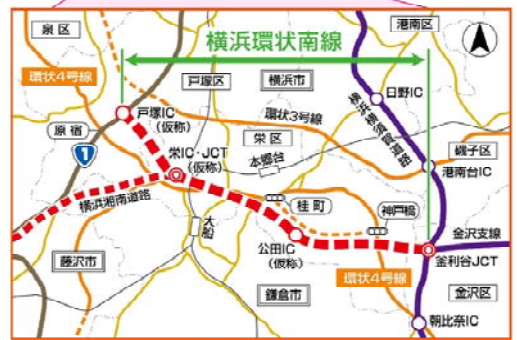 泉区
港南区
横浜環状南線
環状4号線
戸塚区
横浜市
日野IC
戸塚IC
(仮称)
環状3号線
横浜横須賀道路
原宿
栄区
磯子区
1
栄IC・JCT
(仮称)
本郷台
港南台IC
横浜湘南道路
桂町
神戸橋
大船
金沢支線
公田IC
(仮称)
釜利谷JCT
藤沢市
環状4号線
鎌倉市
金沢区
朝比奈IC